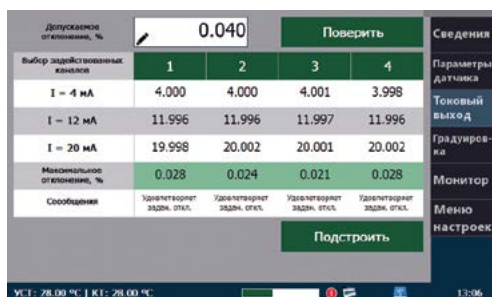 Допускаемое
отклонение, %
0.040
Поверить
Выбор задействованных
каналов
1 2 3 4
I = 4 мА 4.000 4.000 4.001 3.998
I = 12 мА 11.996 11.996 11.997 11.996
I = 20 мА 19.998 20.002 20.001 20.002
Максимальное
отклонение, %
0.028 0.024 0.021 0.028
Сообщения
Удовлетворяет Удовлетворяет Удовлетворяет Удовлетворяет
задан. откл. задан. откл. задан. откл. задан. откл.
Подстроить
Сведения
Параметры
датчика
Токовый
выход
Градуиров-
ка
Монитор
Меню
настроек
УСТ: 28.00 ºC | КТ: 28.00 ºC
13:06